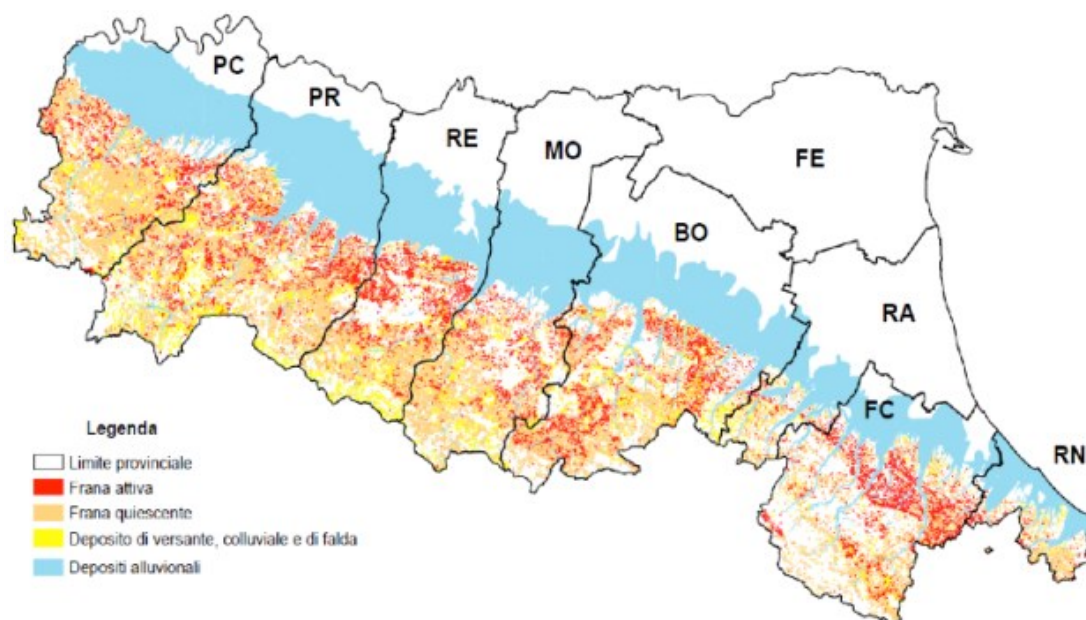 PC
PR
RE
MO
FE
BO
RA
FC
RN
Legenda
Limite provinciale
Frana attiva
Frana quiescente
Deposito di versante, colluviale e di falda
Depositi alluvionali